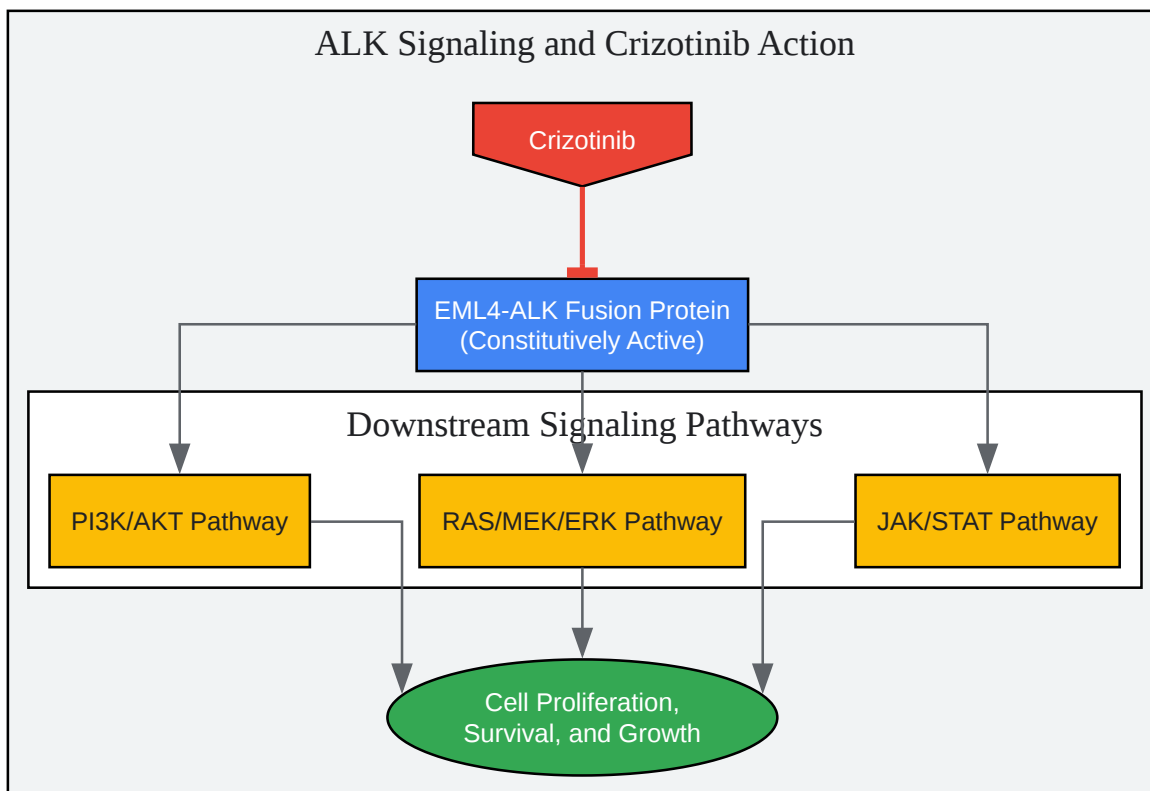 ALK Signaling and Crizotinib Action
Crizotinib
EML4-ALK Fusion Protein
(Constitutively Active)
Downstream Signaling Pathways
PI3K/AKT Pathway
RAS/MEK/ERK Pathway
JAK/STAT Pathway
Cell Proliferation,
Survival, and Growth